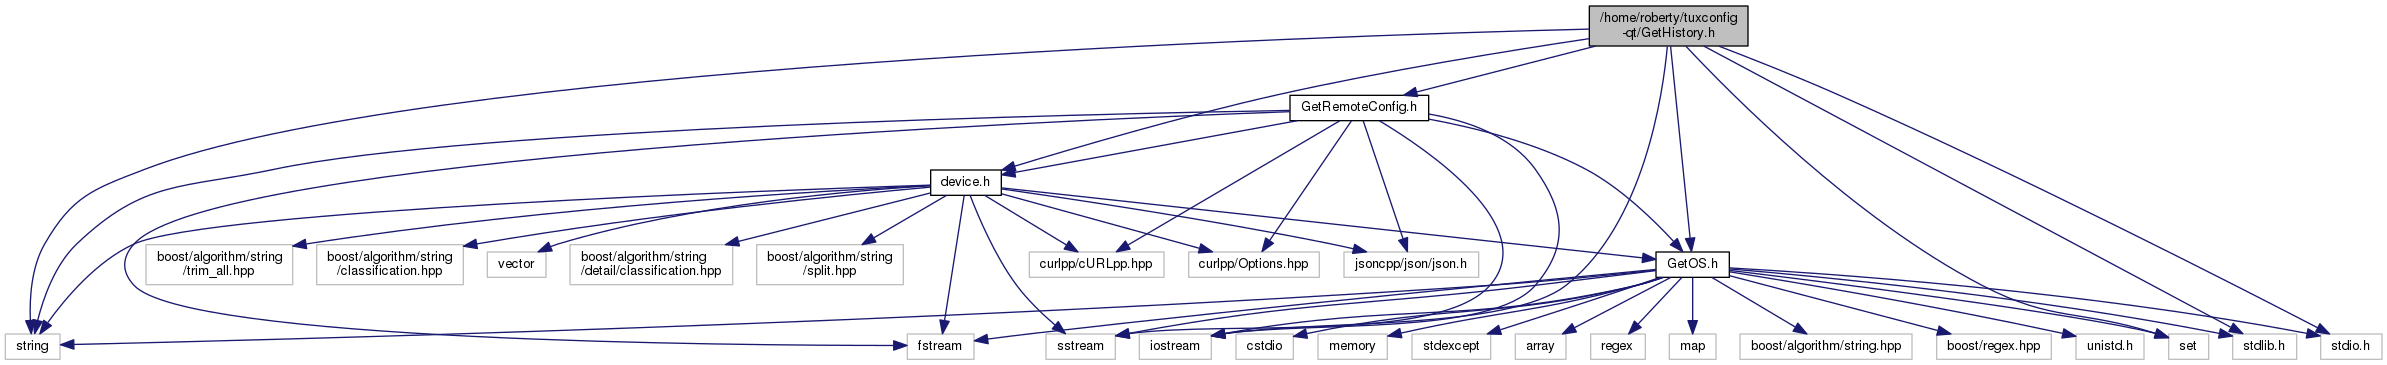 /home/roberty/tuxconfig
-qt/GetHistory.h
GetRemoteConfig.h
device.h
boost/algorithm/string
/trim_all.hpp
boost/algorithm/string
/classification.hpp
vector
boost/algorithm/string
/detail/classification.hpp
boost/algorithm/string
/split.hpp
curlpp/cURLpp.hpp
curlpp/Options.hpp
jsoncpp/json/json.h
GetOS.h
string
fstream
sstream
iostream
cstdio
memory
stdexcept
array
regex
map
boost/algorithm/string.hpp
boost/regex.hpp
unistd.h
set
stdlib.h
stdio.h